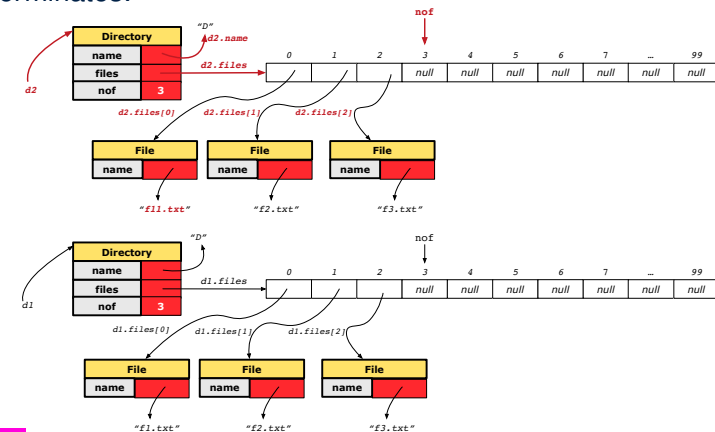 erminates.
nof
"D"
Directory
d2.name
0 1 2 3 4 5 6 7 … 99
name
d2.files
files
null null null null null null null
d2
nof 3
d2.files[0] d2.files[1] d2.files[2]
File File File
name name name
"f11.txt" "f2.txt" "f3.txt"
"D"
nof
Directory
0 1 2 3 4 5 6 7 … 99
name
d1.files
files
null null null null null null null
d1
nof 3
d1.files[0] d1.files[1] d1.files[2]
File File File
name name name
"f1.txt" "f2.txt" "f3.txt"